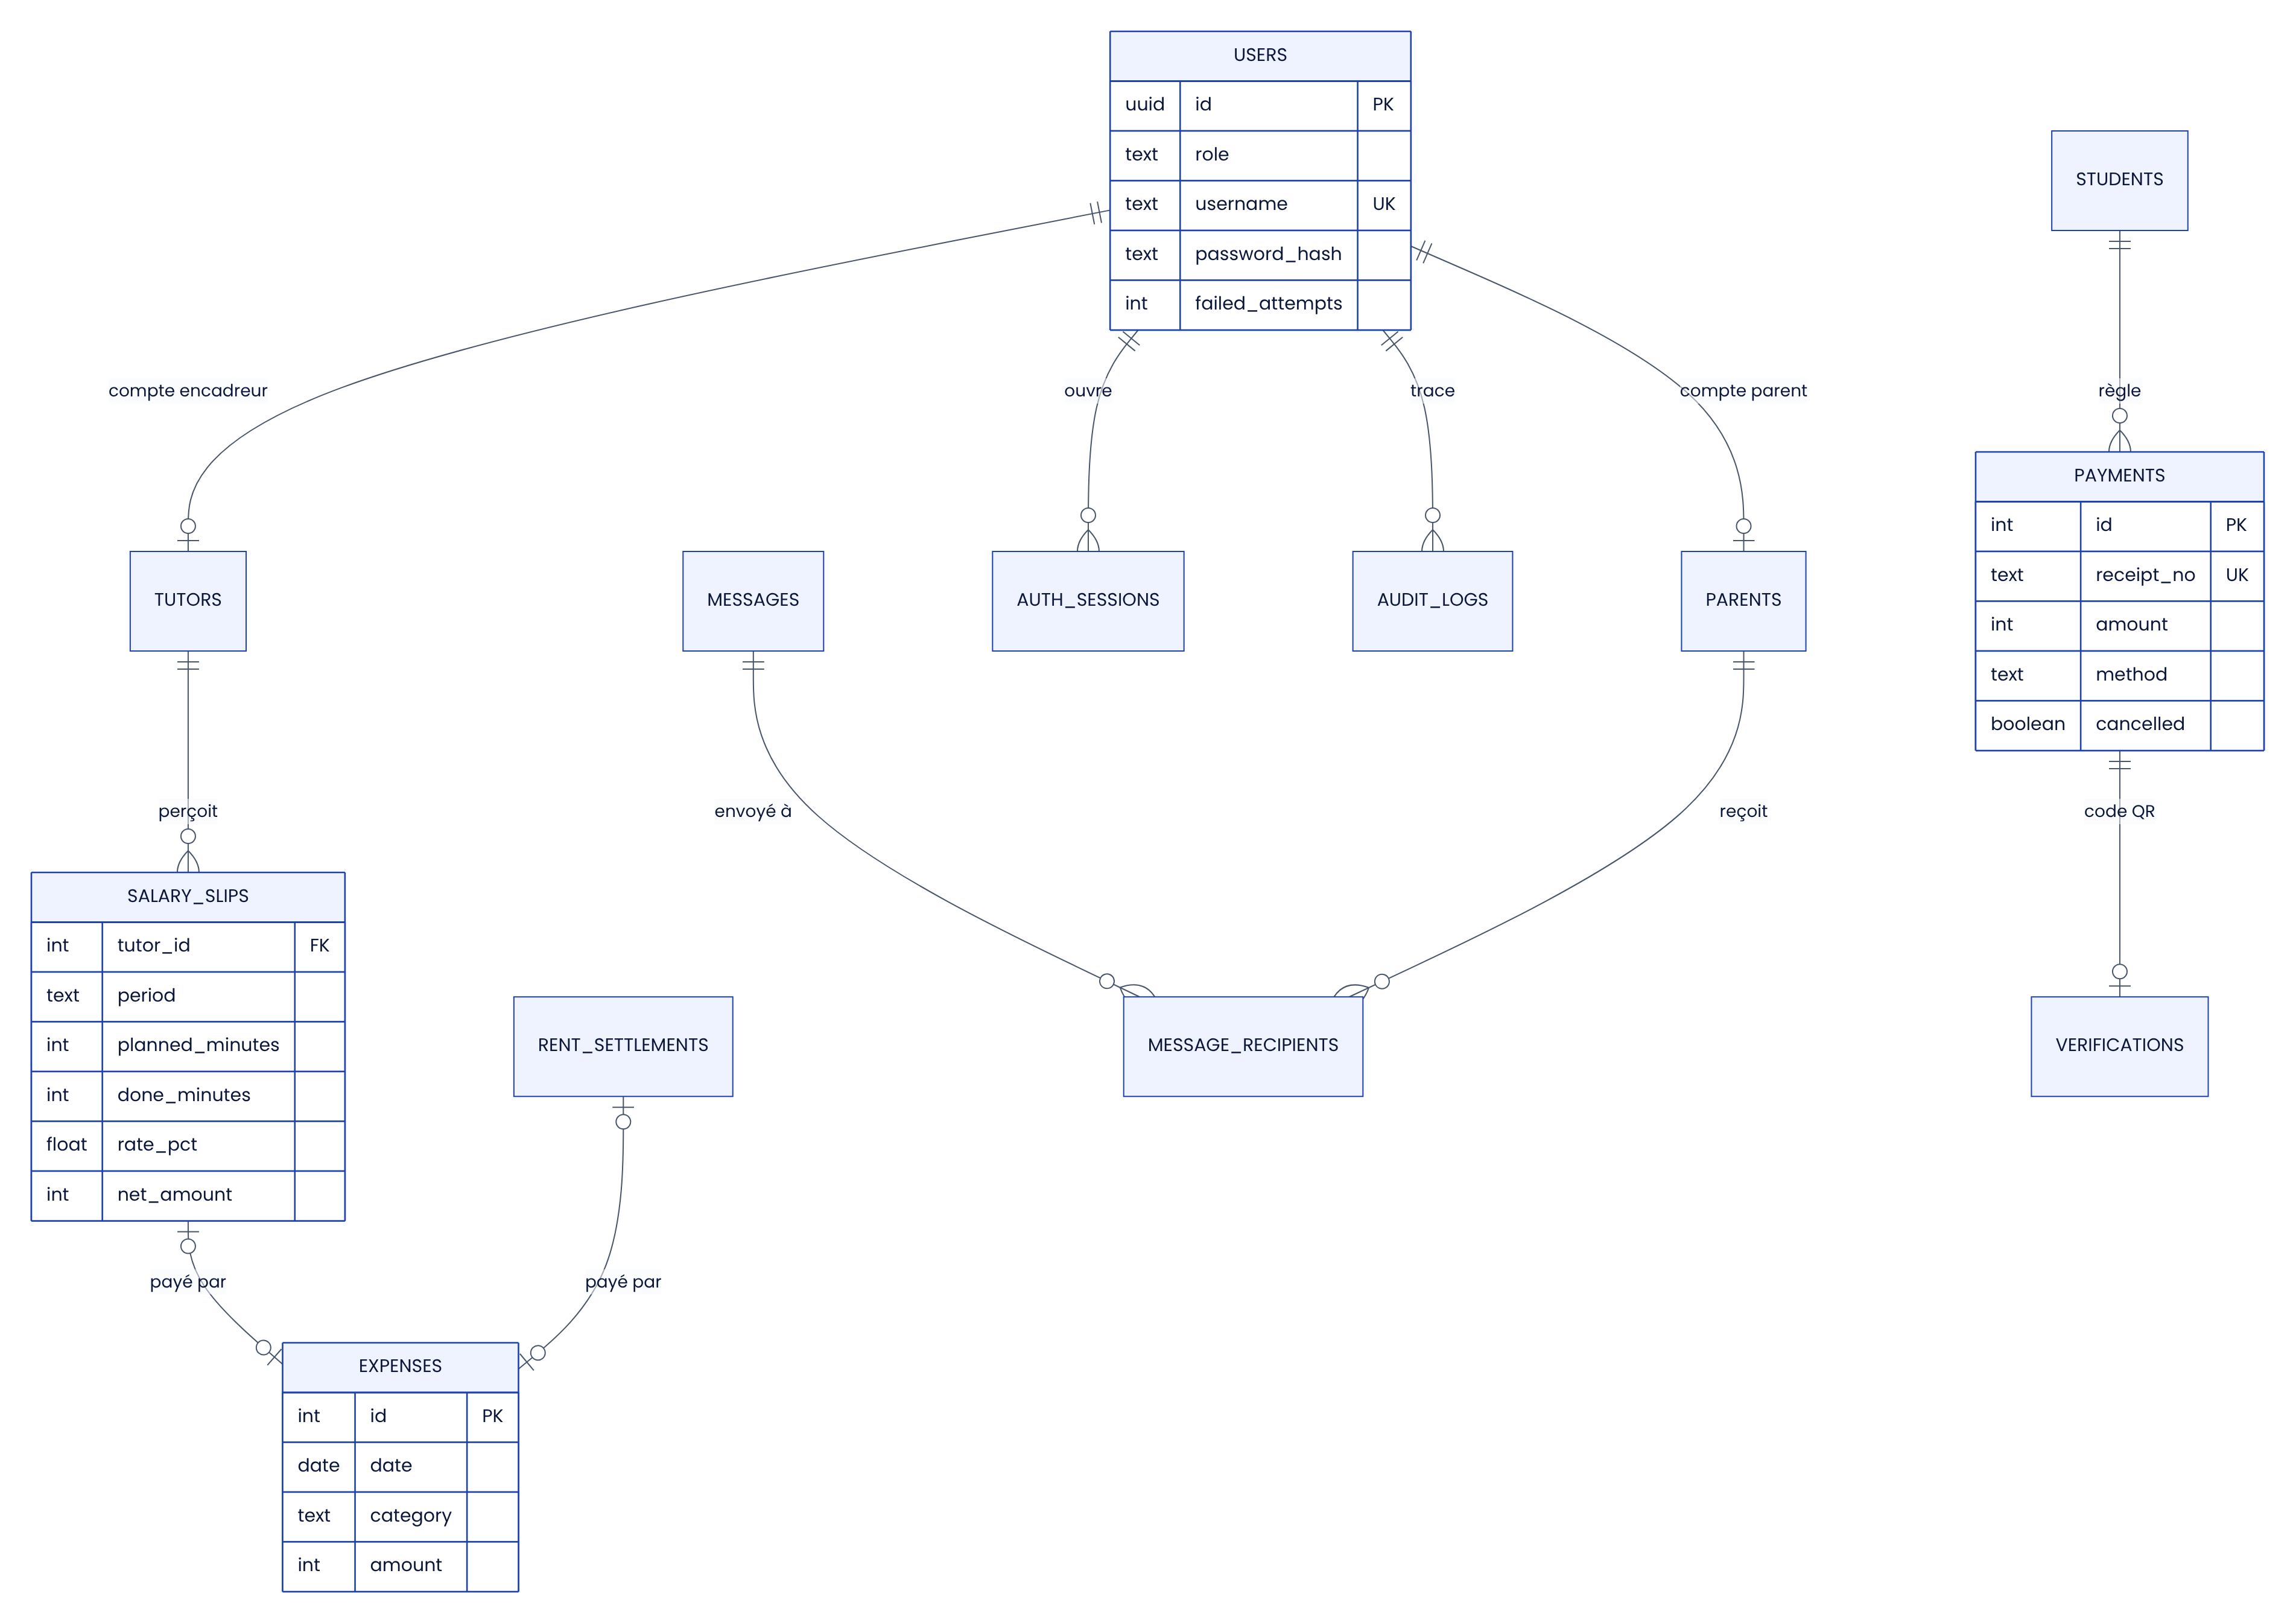 USERS
uuid id PK
text role
text username UK
text password_hash
int failed_attempts
STUDENTS
compte encadreur
ouvre
trace
compte parent
règle
TUTORS
MESSAGES
AUTH_SESSIONS
AUDIT_LOGS
PARENTS
PAYMENTS
int id PK
text receipt_no UK
int amount
text method
boolean cancelled
perçoit
envoyé à
reçoit
code QR
SALARY_SLIPS
int tutor_id FK
text period
int planned_minutes
int done_minutes
float rate_pct
int net_amount
RENT_SETTLEMENTS
MESSAGE_RECIPIENTS
VERIFICATIONS
payé par
payé par
EXPENSES
int id PK
date date
text category
int amount